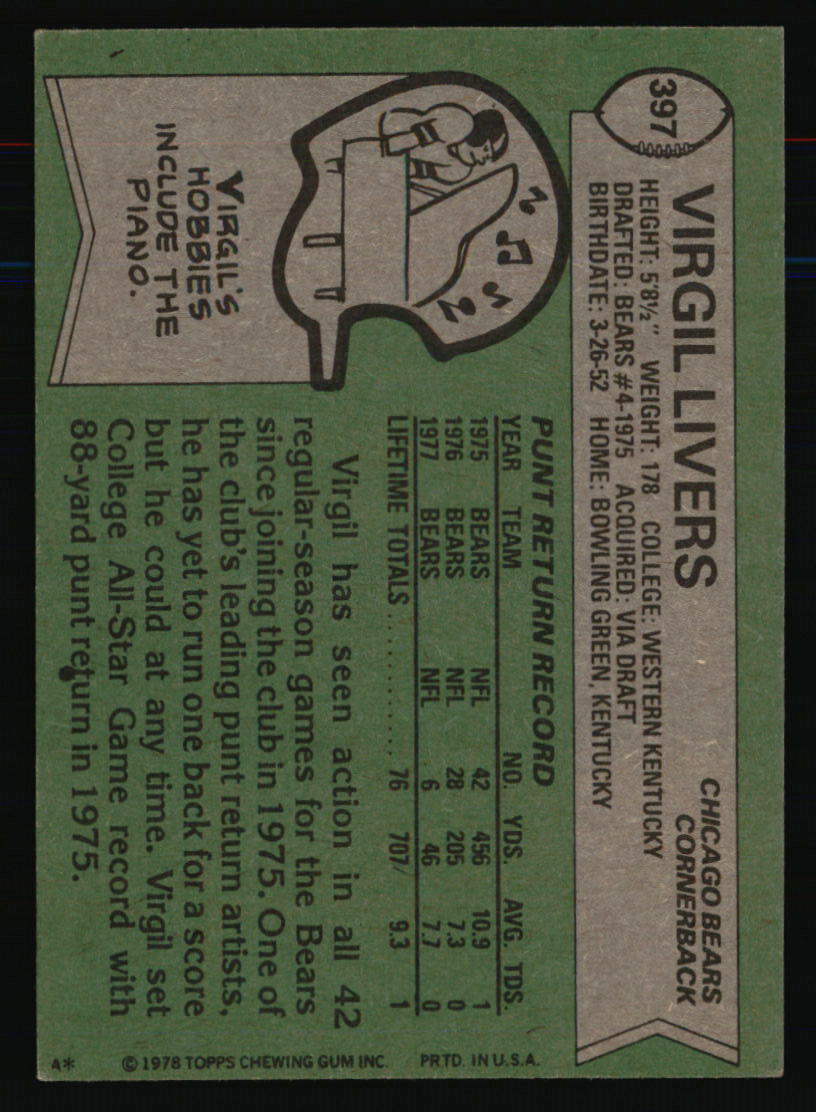 397
VIRGIL LIVERS
CHICAGO BEARS
CORNERBACK
HEIGHT: 5'8½" WEIGHT: 178 COLLEGE: WESTERN KENTUCKY
DRAFTED: BEARS #4-1975 ACQUIRED: VIA DRAFT
BIRTHDATE: 3-26-52 HOME: BOWLING GREEN, KENTUCKY
VIRGIL'S
HOBBIES
INCLUDE THE
PIANO.
PUNT RETURN RECORD
YEAR TEAM NO. YDS. AVG. TDS.
1975 BEARS NFL 42 456 10.9 1
1976 BEARS NFL 28 205 7.3 0
1977 BEARS NFL 6 46 7.7 0
LIFETIME TOTALS ............ 76 707 9.3 1
Virgil has seen action in all 42
regular-season games for the Bears
since joining the club in 1975. One of
the club's leading punt return artists,
he has yet to run one back for a score
but he could at any time. Virgil set
College All-Star Game record with
88-yard punt return in 1975.
A* ©1978 TOPPS CHEWING GUM INC. PRTD. IN U.S.A.